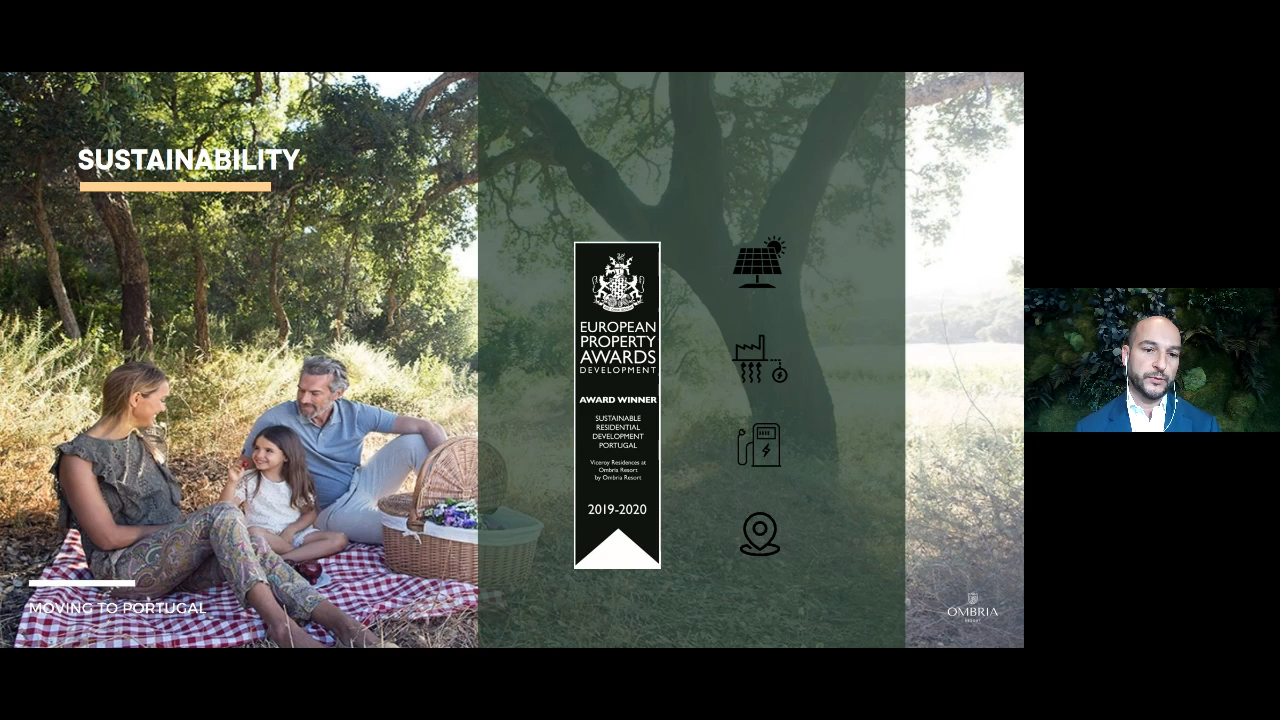 SUSTAINABILITY
EUROPEAN
PROPERTY
AWARDS
DEVELOPMENT
AWARD WINNER
SUSTAINABLE
RESIDENTIAL
DEVELOPMENT
PORTUGAL
Viceroy Residences at
Ombria Resort
by Ombria Resort
2019-2020
MOVING TO PORTUGAL
OMBRIA
RESORT